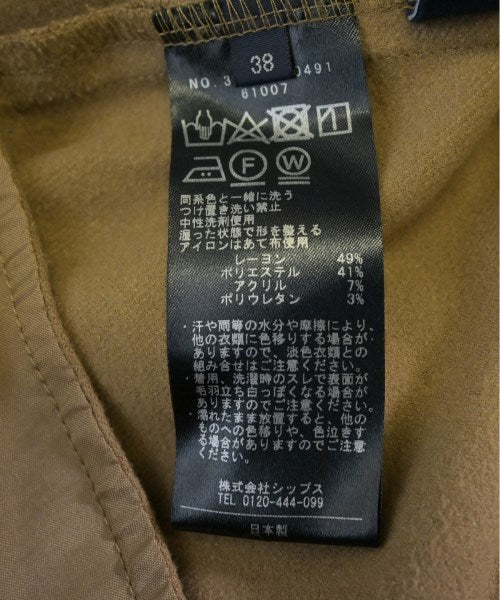 38
NO. 3 0491
61007
F W
同系色と一緒に洗う
つけ置き洗い禁止
中性洗剤使用
湿った状態で形を整える
アイロンはあて布使用
レーヨン 49%
ポリエステル 41%
アクリル 7%
ポリウレタン 3%
・汗や雨等の水分や摩擦により、
他の衣類に色移りする場合が
ありますので、淡色衣類との
組み合せはご注意ください。
・着用、洗濯時のスレで表面が
毛羽立ち白っぽくなる場合が
ありますのでご注意ください。
・濡れたまま放置すると、他の
ものへの色移りや、色泣きす
る場合がありますのでご注意
ください。
株式会社シップス
TEL 0120-444-099
日本製